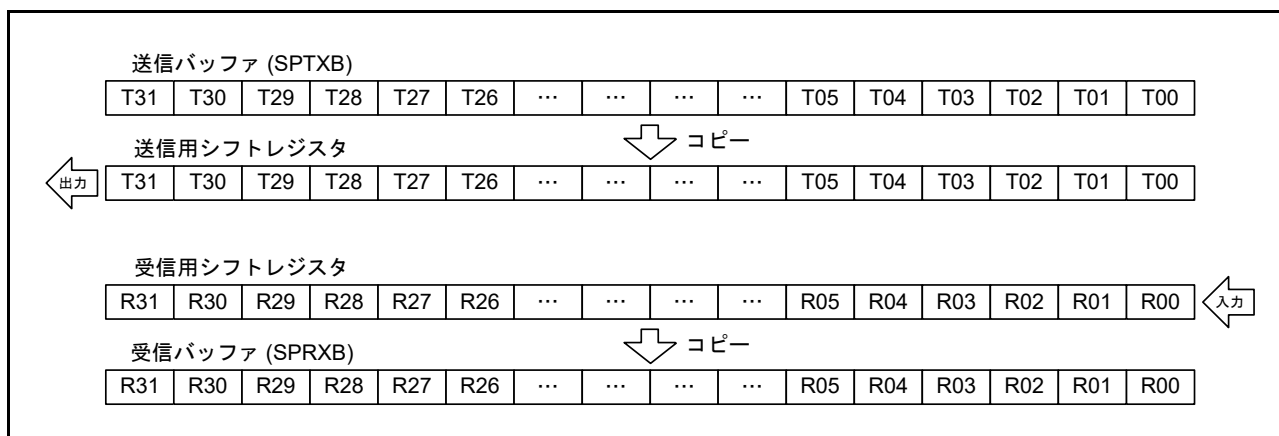 送信バッファ (SPTXB)
T31 T30 T29 T28 T27 T26 … … … … T05 T04 T03 T02 T01 T00
コピー
送信用シフトレジスタ
出力 T31 T30 T29 T28 T27 T26 … … … … T05 T04 T03 T02 T01 T00
受信用シフトレジスタ
R31 R30 R29 R28 R27 R26 … … … … R05 R04 R03 R02 R01 R00 入力
コピー
受信バッファ (SPRXB)
R31 R30 R29 R28 R27 R26 … … … … R05 R04 R03 R02 R01 R00